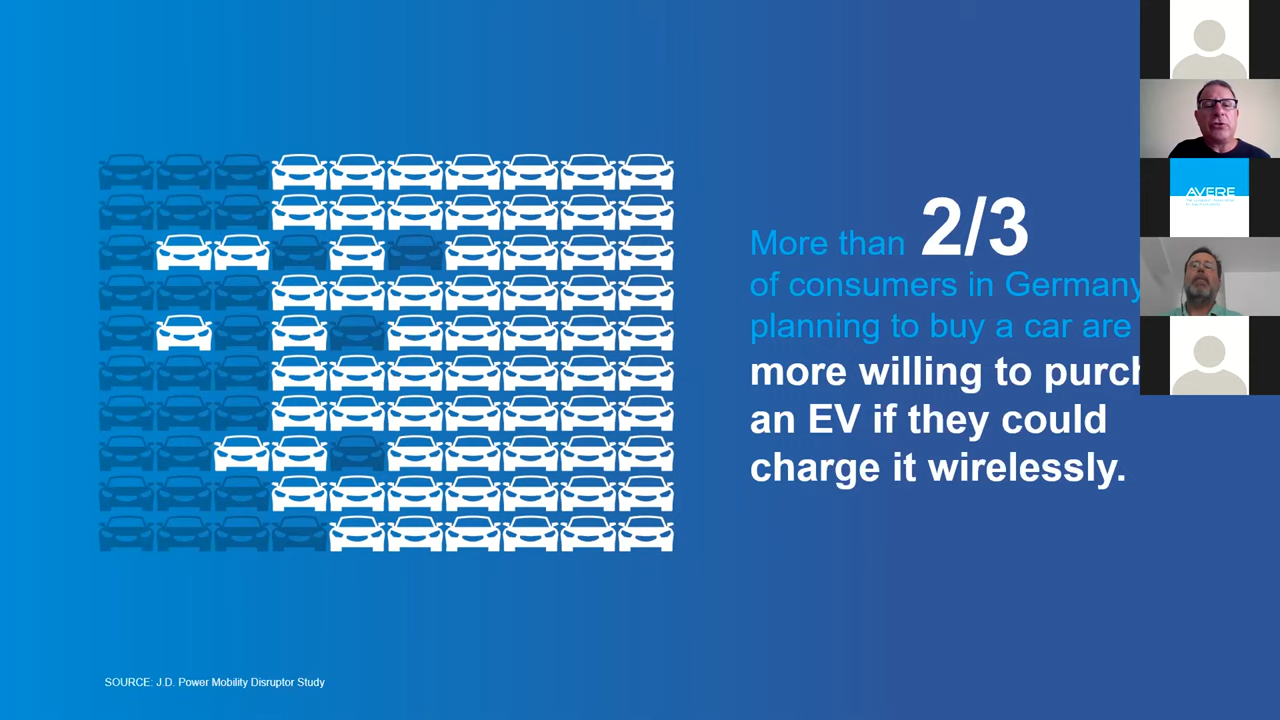 More than 2/3
of consumers in Germany
planning to buy a car are
more willing to purch
an EV if they could
charge it wirelessly.
SOURCE: J.D. Power Mobility Disruptor Study
AVERE